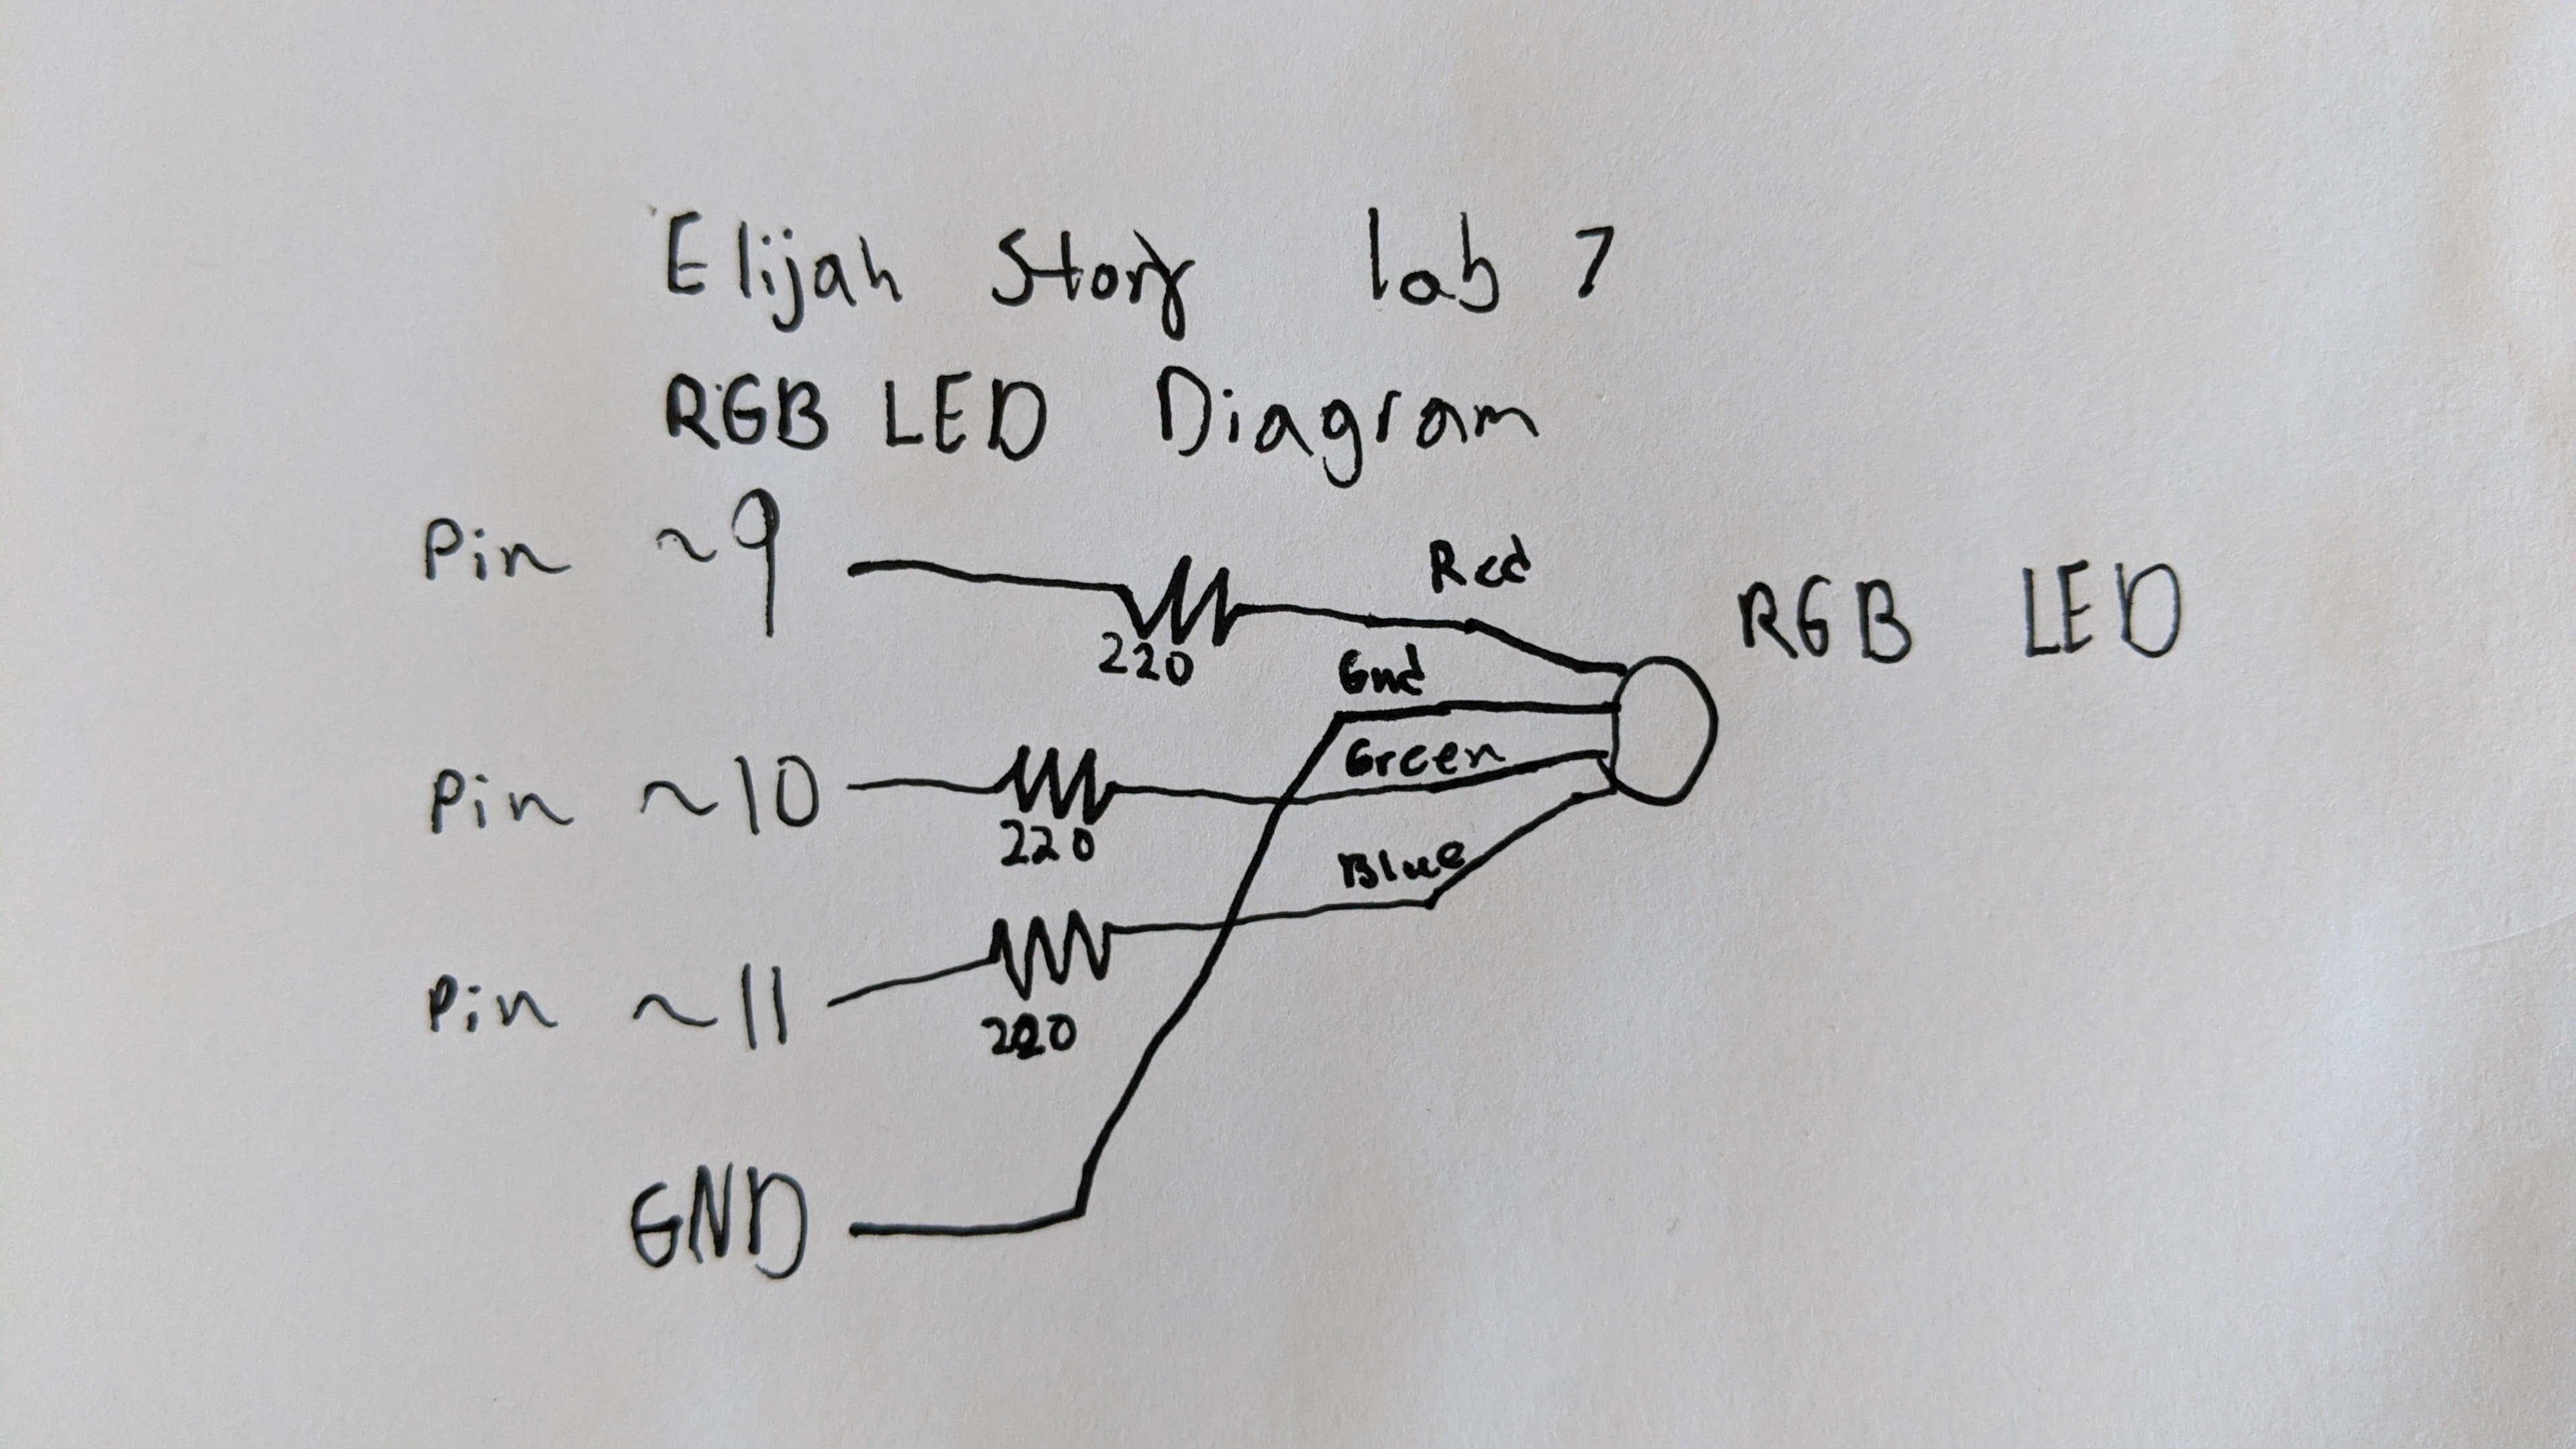 Elijah Story lab 7
RGB LED Diagram
Pin ~9
Red
RGB LED
220
Gnd
Pin ~10
Green
220
Blue
Pin ~11
220
GND